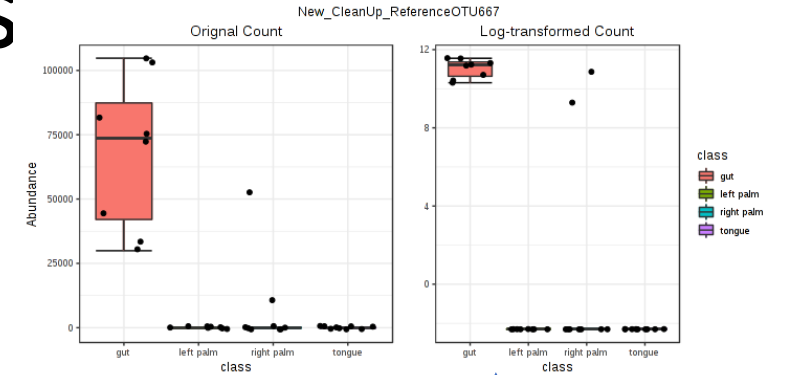 New_CleanUp_ReferenceOTU667
Orignal Count
Log-transformed Count
Abundance
100000
75000
50000
25000
0
gut
left palm
right palm
tongue
class
12
8
4
0
gut
left palm
right palm
tongue
class
class
gut
left palm
right palm
tongue